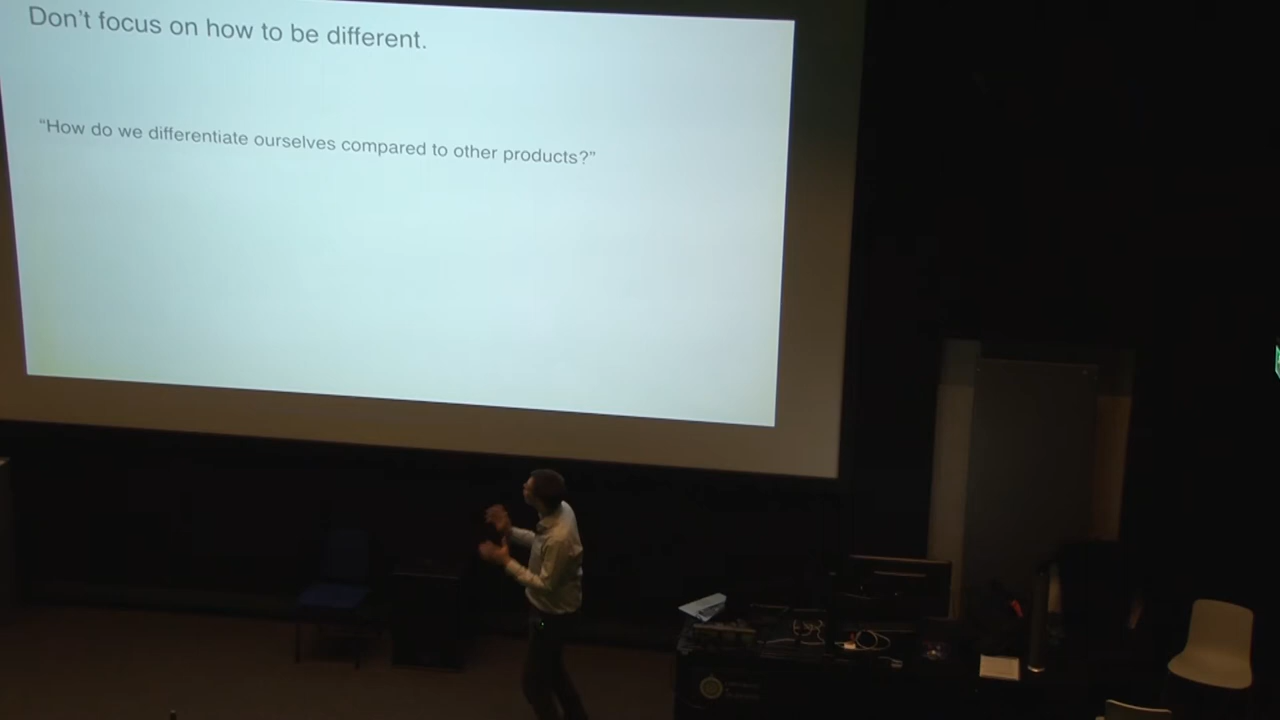 Don't focus on how to be different.
“How do we differentiate ourselves compared to other products?”